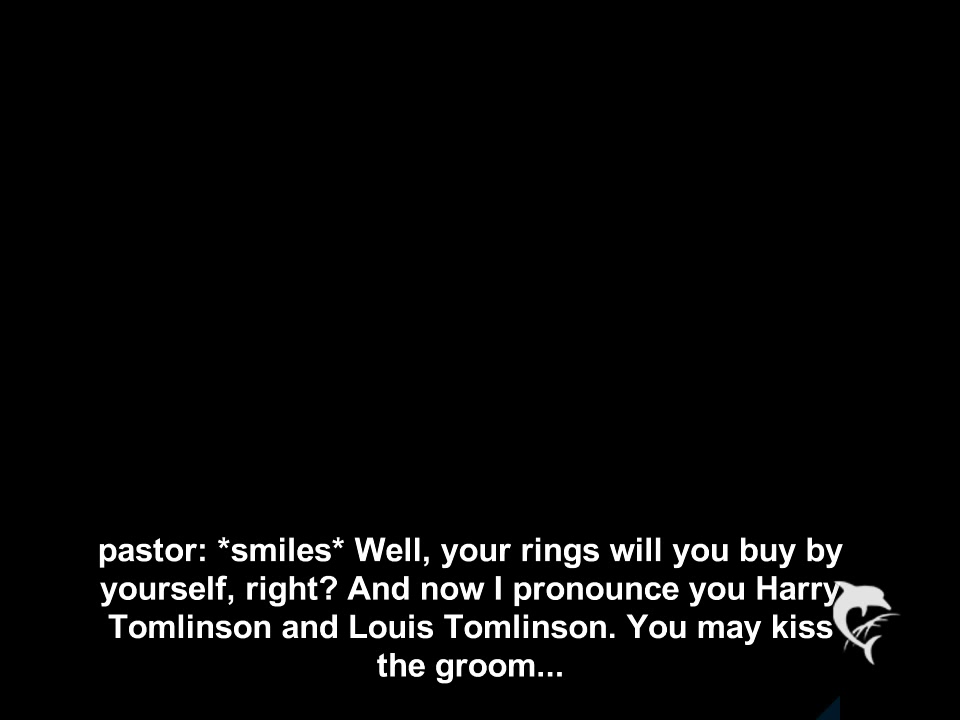 pastor: *smiles* Well, your rings will you buy by
yourself, right? And now I pronounce you Harry
Tomlinson and Louis Tomlinson. You may kiss
the groom...